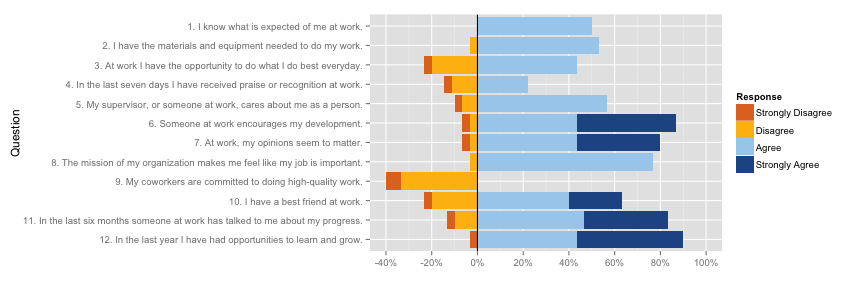 Question
1. I know what is expected of me at work.
2. I have the materials and equipment needed to do my work.
3. At work I have the opportunity to do what I do best everyday.
4. In the last seven days I have received praise or recognition at work.
5. My supervisor, or someone at work, cares about me as a person.
6. Someone at work encourages my development.
7. At work, my opinions seem to matter.
8. The mission of my organization makes me feel like my job is important.
9. My coworkers are committed to doing high-quality work.
10. I have a best friend at work.
11. In the last six months someone at work has talked to me about my progress.
12. In the last year I have had opportunities to learn and grow.
-40% -20% 0% 20% 40% 60% 80% 100%
Response
Strongly Disagree
Disagree
Agree
Strongly Agree